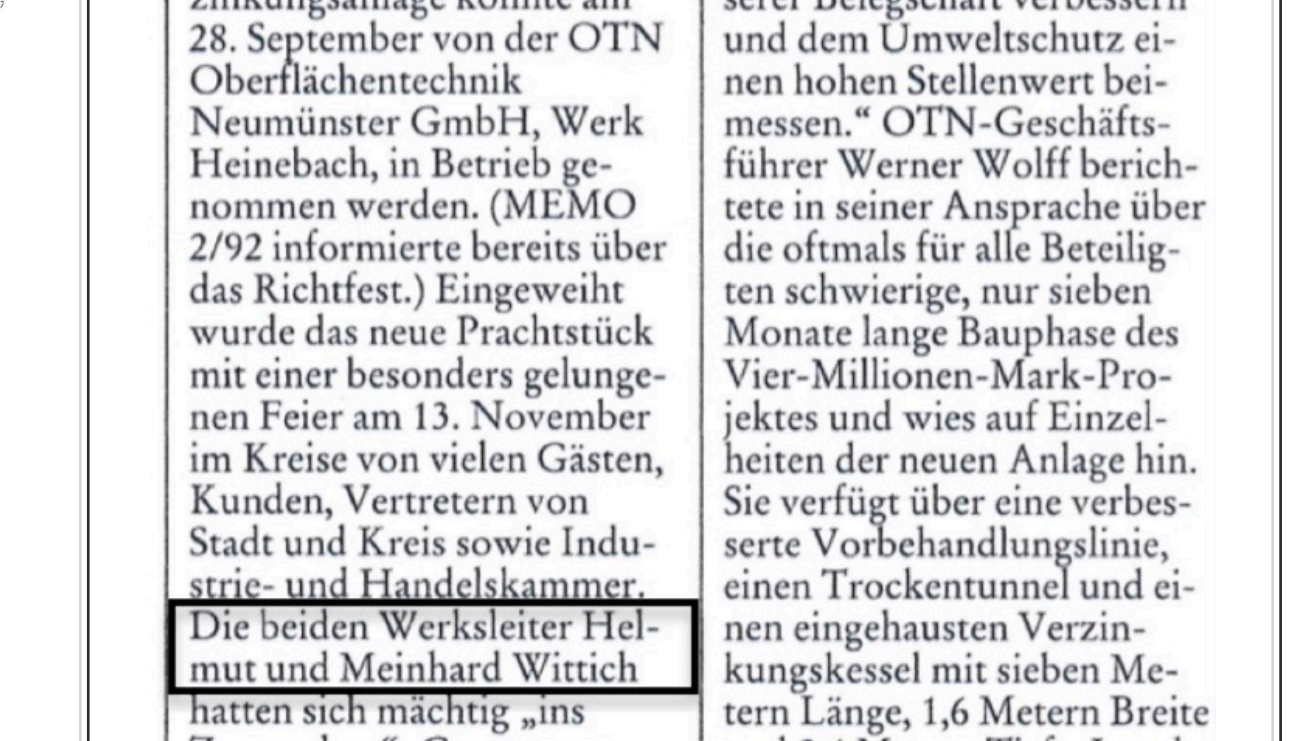 28. September von der OTN
Oberflächentechnik
Neumünster GmbH, Werk
Heinebach, in Betrieb ge-
nommen werden. (MEMO
2/92 informierte bereits über
das Richtfest.) Eingeweiht
wurde das neue Prachtstück
mit einer besonders gelunge-
nen Feier am 13. November
im Kreise von vielen Gästen,
Kunden, Vertretern von
Stadt und Kreis sowie Indu-
strie- und Handelskammer.
Die beiden Werksleiter Hel-
mut und Meinhard Wittich
hatten sich mächtig „ins
serer Belegschaft verbessern
und dem Umweltschutz ei-
nen hohen Stellenwert bei-
messen.“ OTN-Geschäfts-
führer Werner Wolff berich-
tete in seiner Ansprache über
die oftmals für alle Beteilig-
ten schwierige, nur sieben
Monate lange Bauphase des
Vier-Millionen-Mark-Pro-
jektes und wies auf Einzel-
heiten der neuen Anlage hin.
Sie verfügt über eine verbes-
serte Vorbehandlungslinie,
einen Trockentunnel und ei-
nen eingehausten Verzin-
kungskessel mit sieben Me-
tern Länge, 1,6 Metern Breite